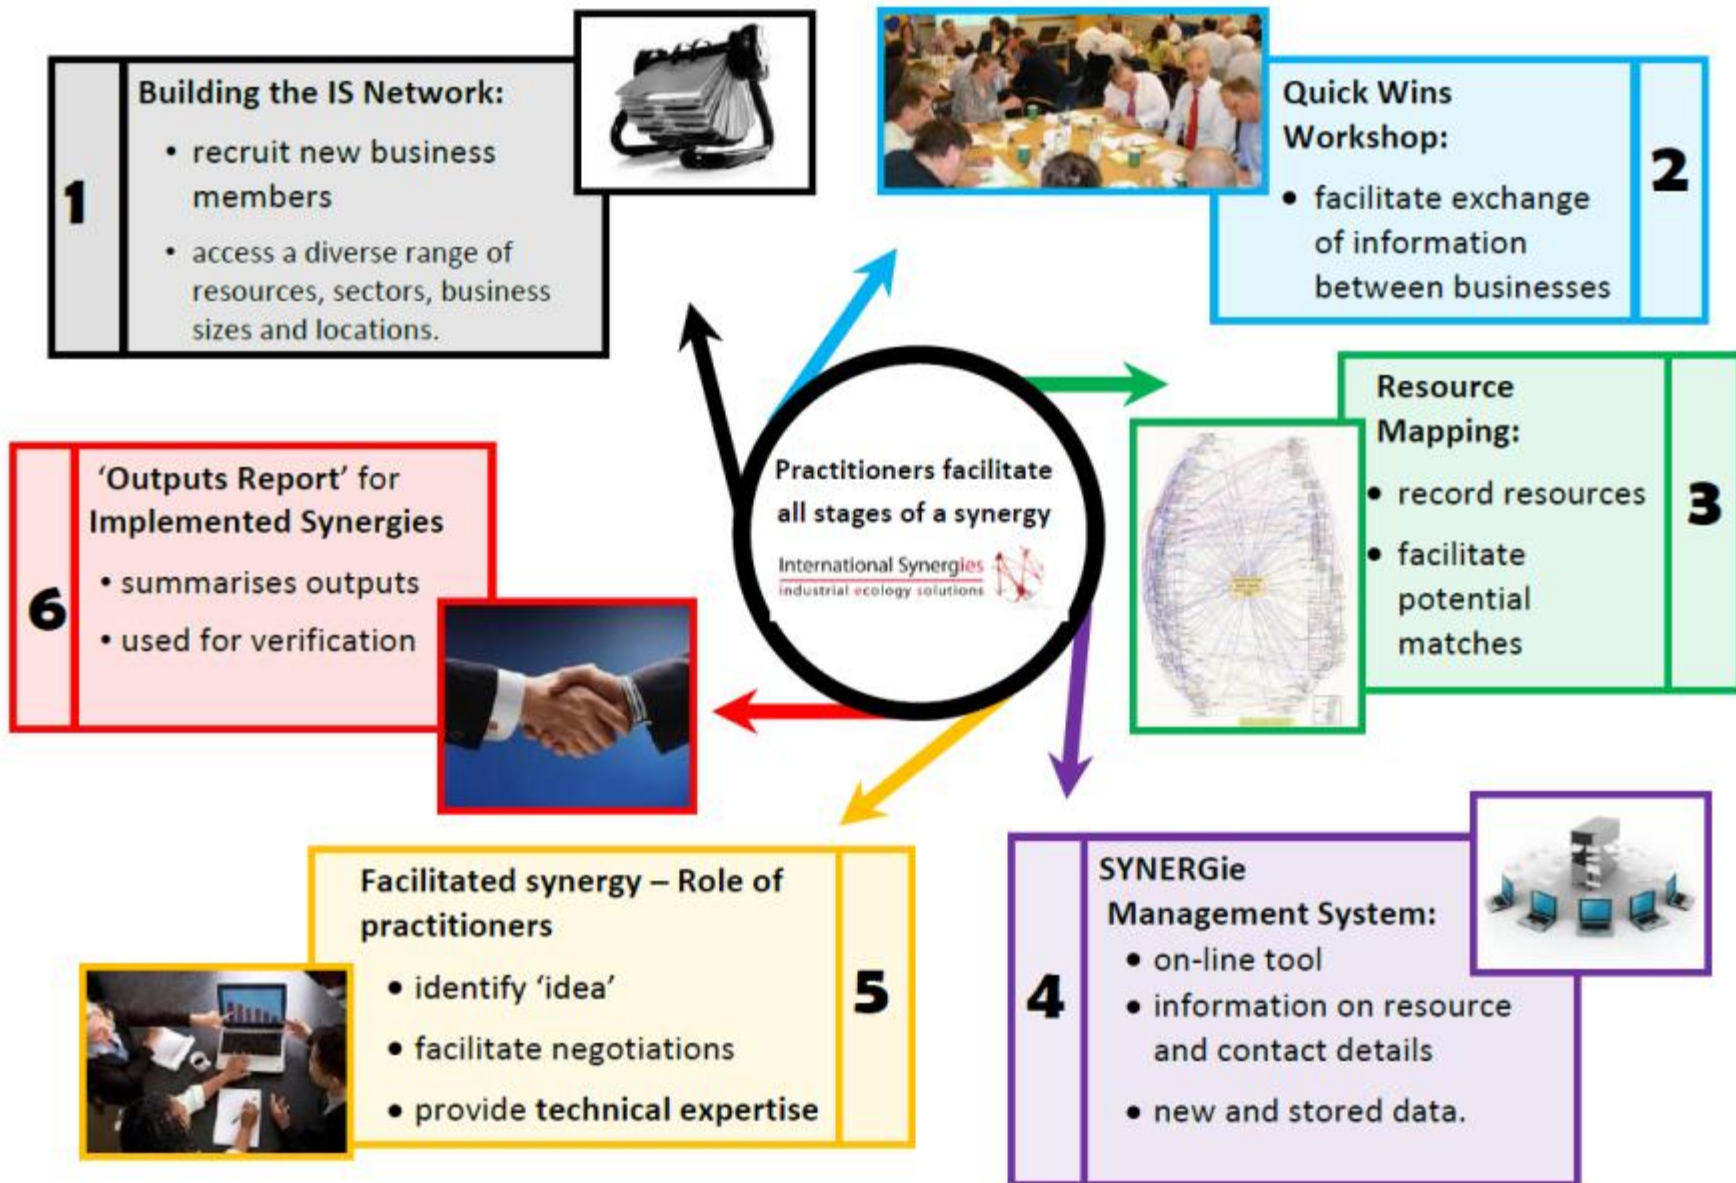 1
Building the IS Network:
• recruit new business
members
• access a diverse range of
resources, sectors, business
sizes and locations.
Quick Wins
Workshop:
• facilitate exchange
of information
between businesses
2
Resource
Mapping:
• record resources
• facilitate
potential
matches
3
Practitioners facilitate
all stages of a synergy
International Synergies
industrial ecology solutions
4
SYNERGie
Management System:
• on-line tool
• information on resource
and contact details
• new and stored data.
Facilitated synergy – Role of
practitioners
• identify ‘idea’
• facilitate negotiations
• provide technical expertise
5
6
‘Outputs Report’ for
Implemented Synergies
• summarises outputs
• used for verification